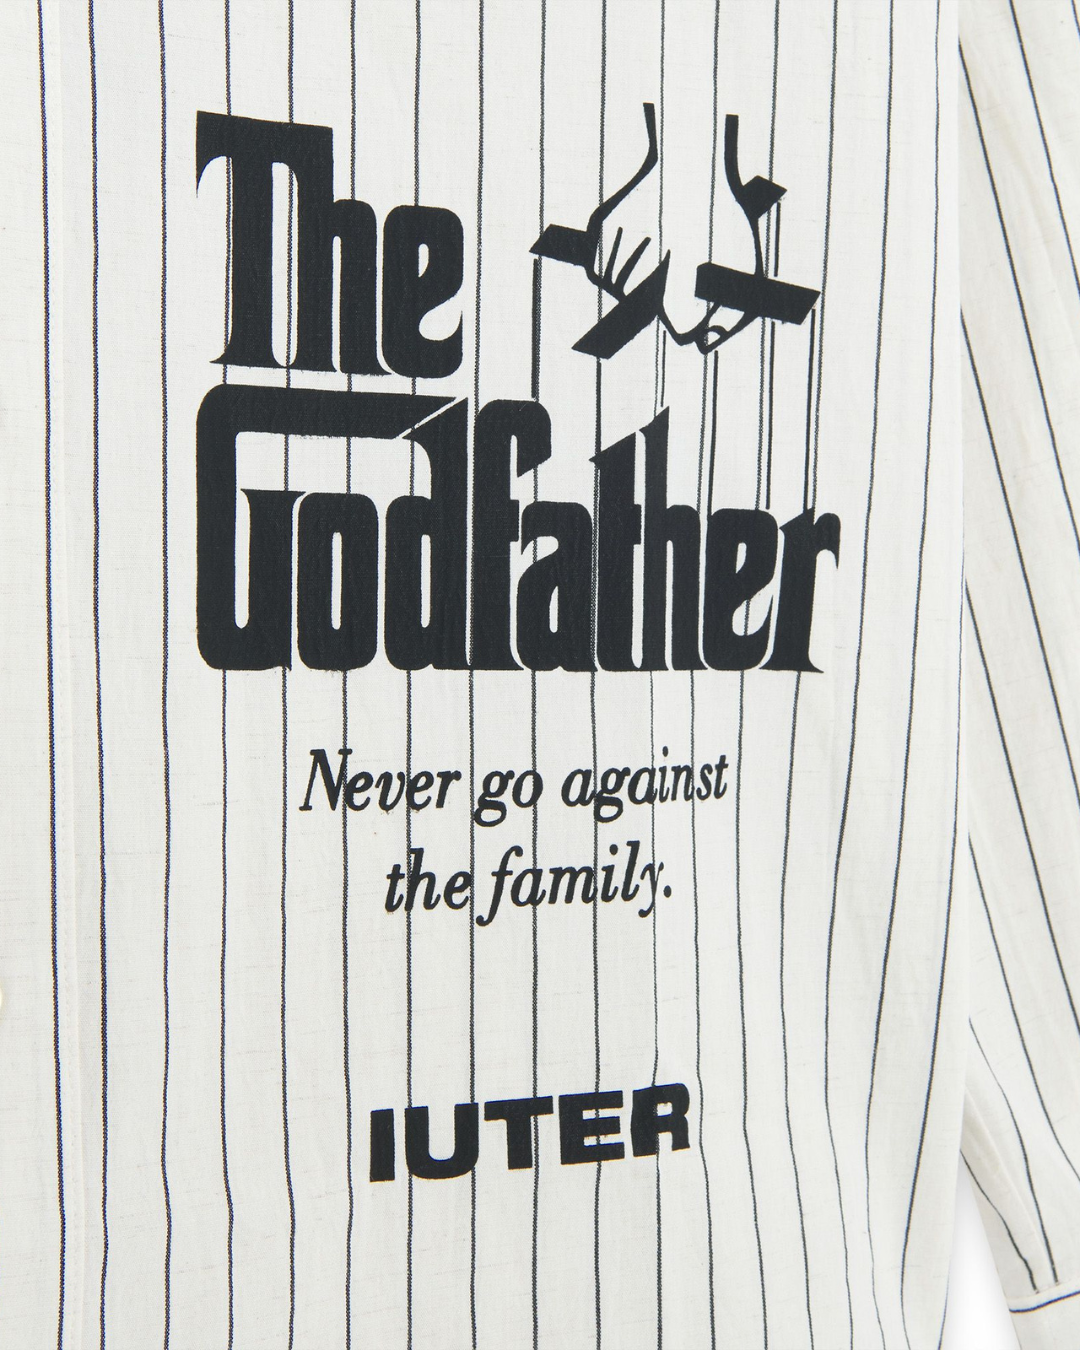 The
Godfather
Never go against
the family.
IUTER